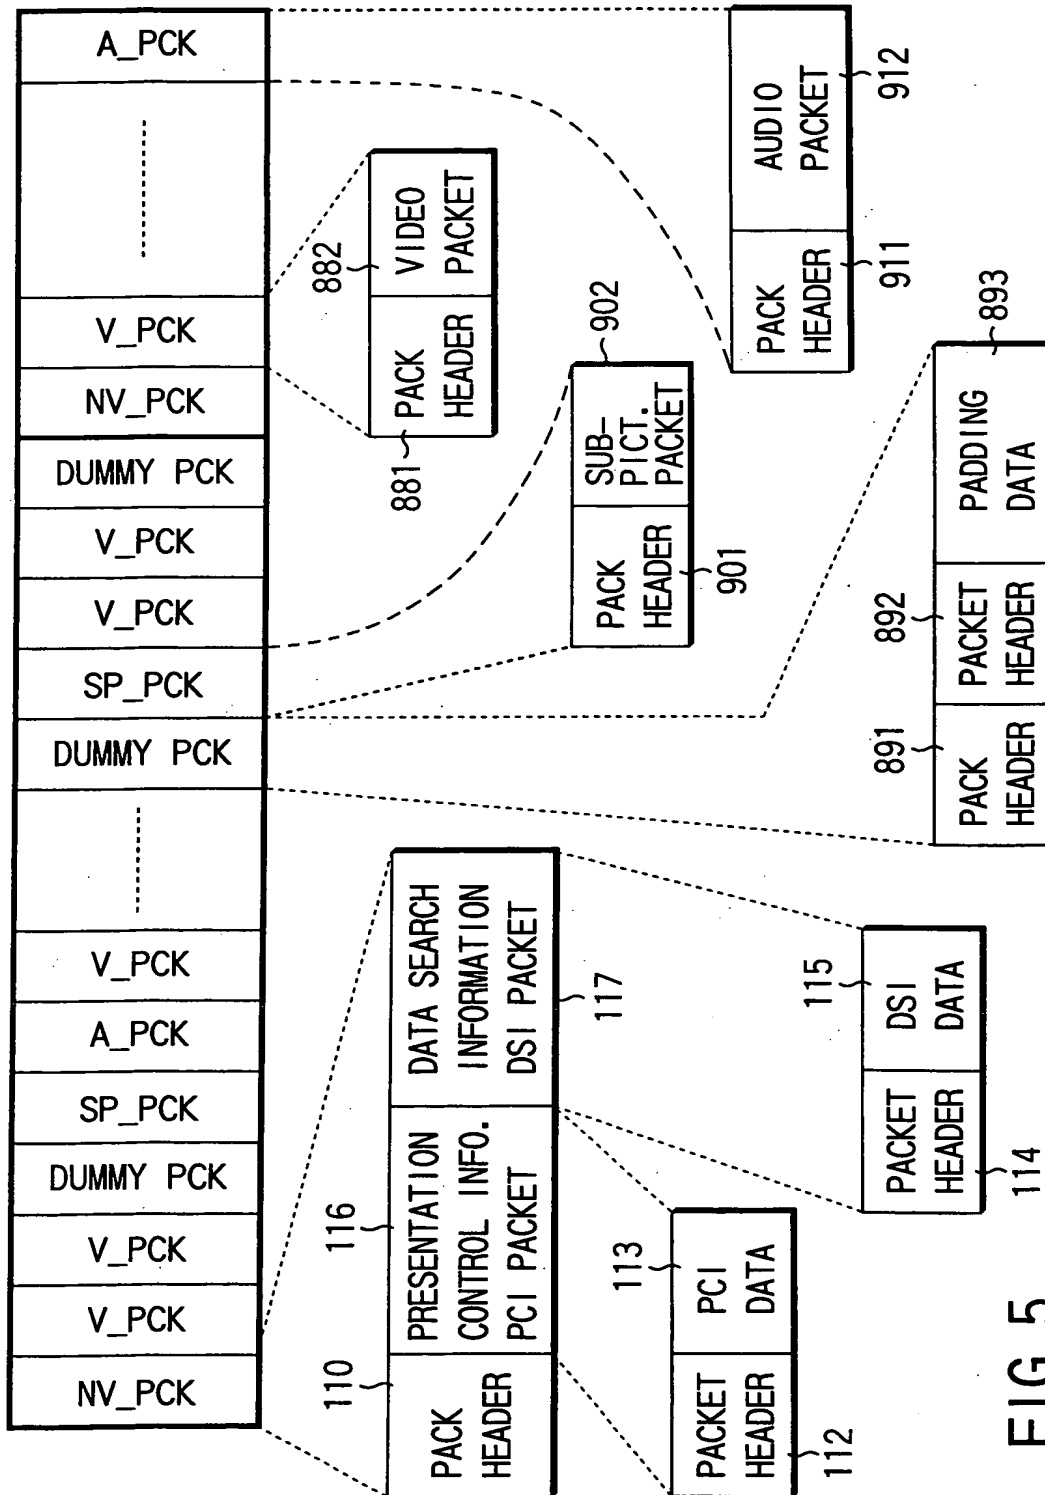 NV_PCK
V_PCK
V_PCK
DUMMY PCK
SP_PCK
A_PCK
V_PCK
DUMMY PCK
SP_PCK
V_PCK
V_PCK
DUMMY PCK
NV_PCK
V_PCK
A_PCK
110
PACK
HEADER
116
PRESENTATION
CONTROL INFO.
PCI PACKET
DATA SEARCH
INFORMATION
DSI PACKET
117
881
PACK
HEADER
882
VIDEO
PACKET
PACK
HEADER
901
SUB-
PICT.
PACKET
902
PACKET
HEADER
112
113
PCI
DATA
PACK
HEADER
911
AUDIO
PACKET
912
PACKET
HEADER
114
115
DSI
DATA
891
PACK
HEADER
892
PACKET
HEADER
PADDING
DATA
893
FIG. 5